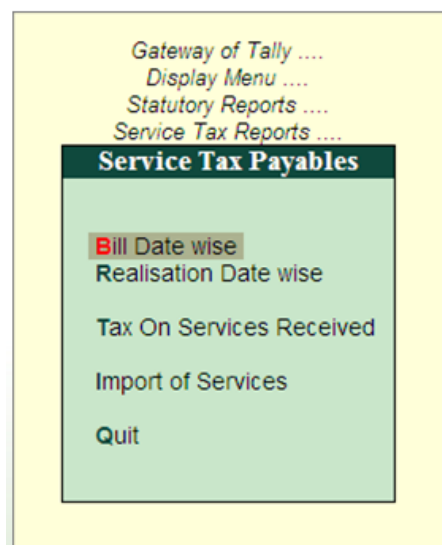 Gateway of Tally ....
Display Menu ....
Statutory Reports ....
Service Tax Reports ....
Service Tax Payables
Bill Date wise
Realisation Date wise
Tax On Services Received
Import of Services
Quit